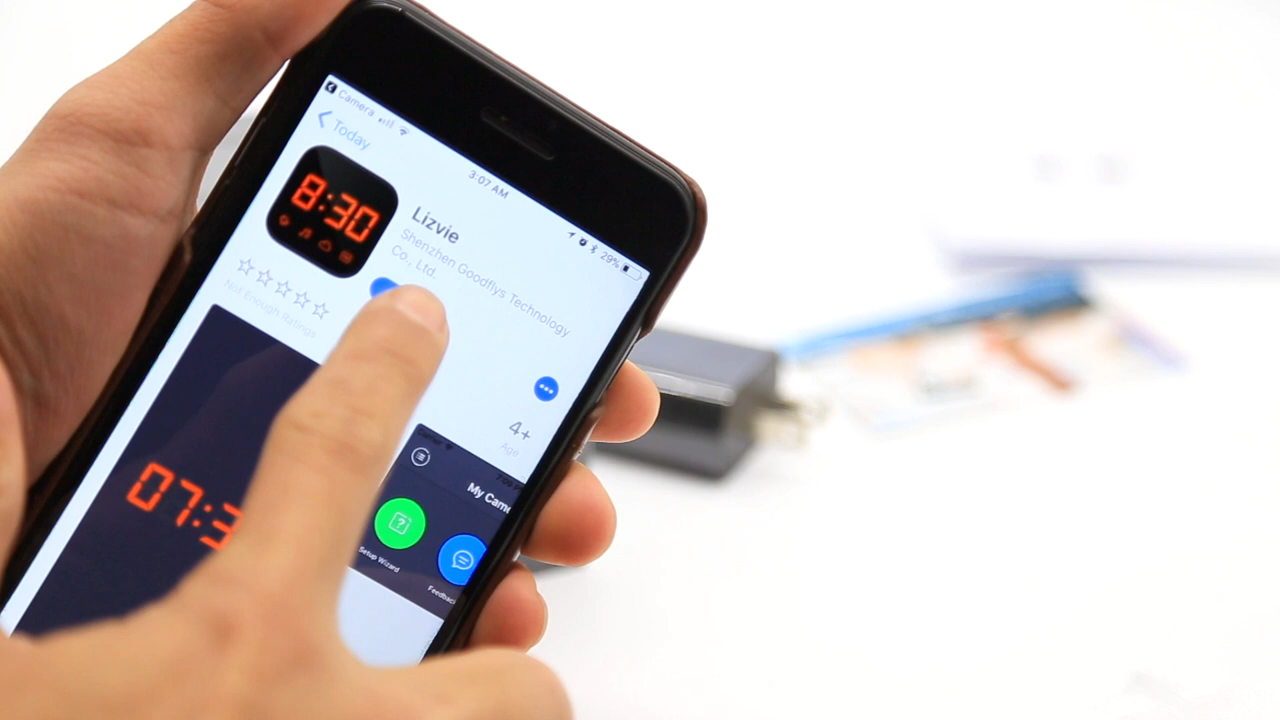 Camera
Today
3:07 AM
29%
8:30
Lizvie
Shenzhen Goodflys Technology
Co., Ltd.
Not Enough Ratings
4+
Age
07:3
My Came
Setup Wizard
Feedbac